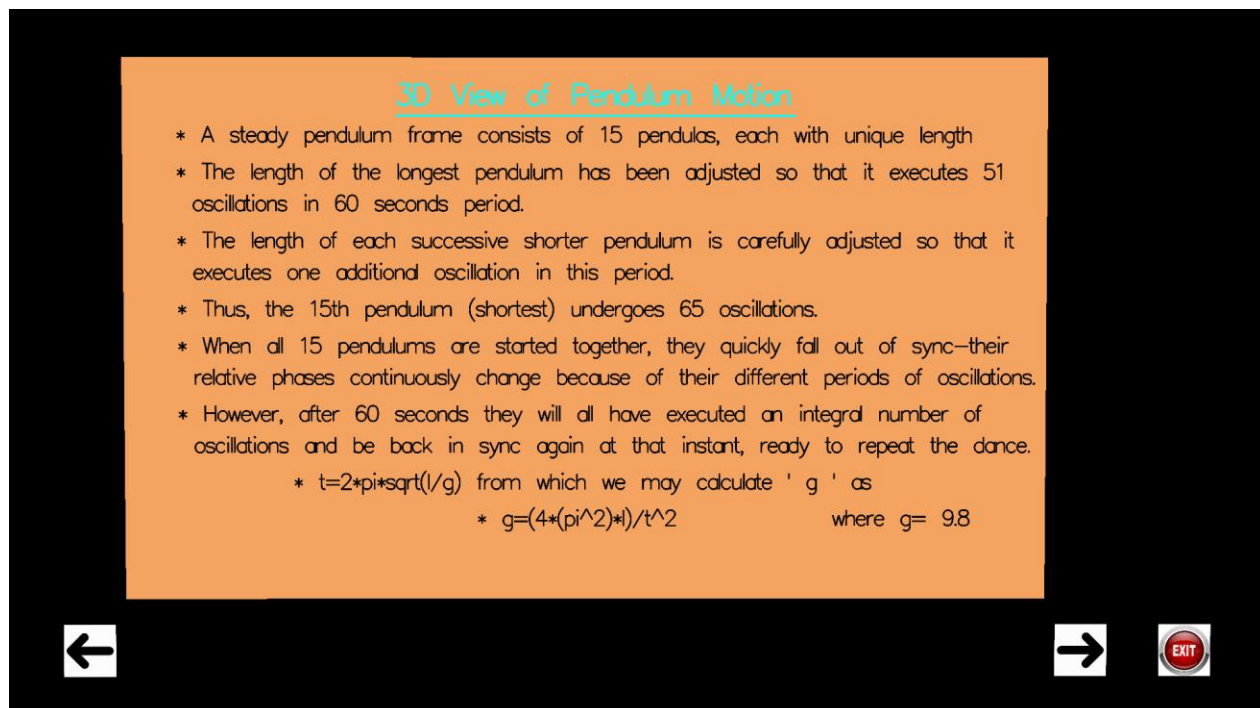 3D View of Pendulum Motion
* A steady pendulum frame consists of 15 pendulas, each with unique length
* The length of the longest pendulum has been adjusted so that it executes 51
oscillations in 60 seconds period.
* The length of each successive shorter pendulum is carefully adjusted so that it
executes one additional oscillation in this period.
* Thus, the 15th pendulum (shortest) undergoes 65 oscillations.
* When all 15 pendulums are started together, they quickly fall out of sync—their
relative phases continuously change because of their different periods of oscillations.
* However, after 60 seconds they will all have executed an integral number of
oscillations and be back in sync again at that instant, ready to repeat the dance.
* t=2*pi*sqrt(l/g) from which we may calculate ' g ' as
* g=(4*(pi^2)*l)/t^2 where g= 9.8
EXIT